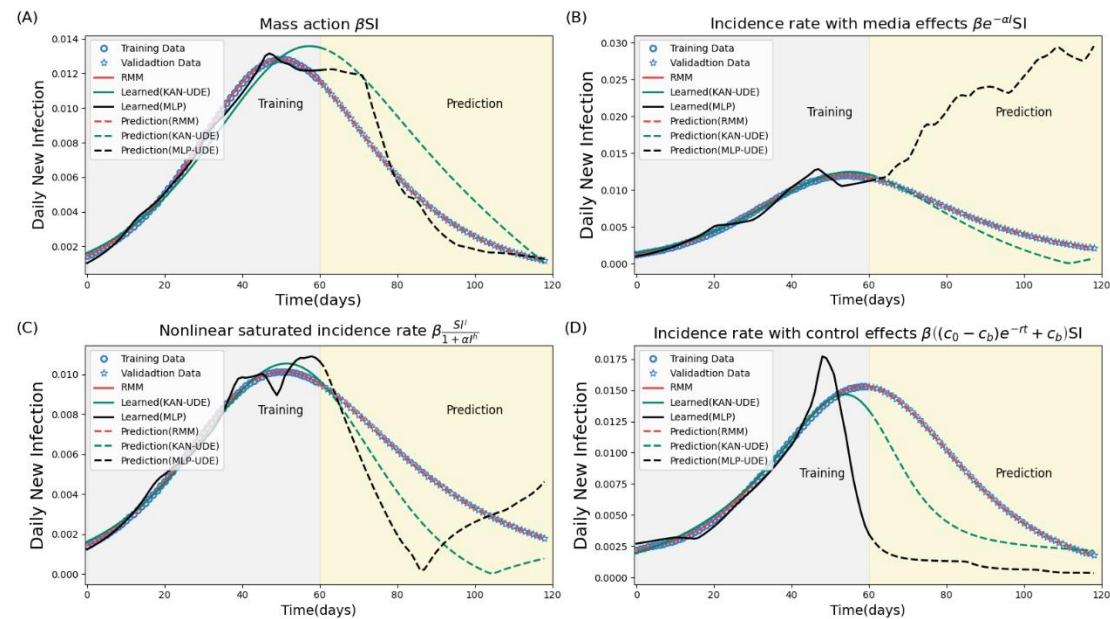 (A)
Mass action βSI
Daily New Infection
0.014
0.012
0.010
0.008
0.006
0.004
0.002
Training Data
Validadtion Data
RMM
Learned(KAN-UDE)
Learned(MLP)
Prediction(RMM)
Prediction(KAN-UDE)
Prediction(MLP-UDE)
Training
Prediction
0 20 40 60 80 100 120
Time(days)
(B)
Incidence rate with media effects βe^{-αI}SI
Daily New Infection
0.030
0.025
0.020
0.015
0.010
0.005
0.000
Training Data
Validadtion Data
RMM
Learned(KAN-UDE)
Learned(MLP)
Prediction(RMM)
Prediction(KAN-UDE)
Prediction(MLP-UDE)
Training
Prediction
0 20 40 60 80 100 120
Time(days)
(C)
Nonlinear saturated incidence rate β\frac{SI^l}{1+αI^h}
Daily New Infection
0.010
0.008
0.006
0.004
0.002
0.000
Training Data
Validadtion Data
RMM
Learned(KAN-UDE)
Learned(MLP)
Prediction(RMM)
Prediction(KAN-UDE)
Prediction(MLP-UDE)
Training
Prediction
0 20 40 60 80 100 120
Time(days)
(D)
Incidence rate with control effects β((c_0 − c_b)e^{-rt} + c_b)SI
Daily New Infection
0.0175
0.0150
0.0125
0.0100
0.0075
0.0050
0.0025
0.0000
Training Data
Validadtion Data
RMM
Learned(KAN-UDE)
Learned(MLP)
Prediction(RMM)
Prediction(KAN-UDE)
Prediction(MLP-UDE)
Training
Prediction
0 20 40 60 80 100 120
Time(days)